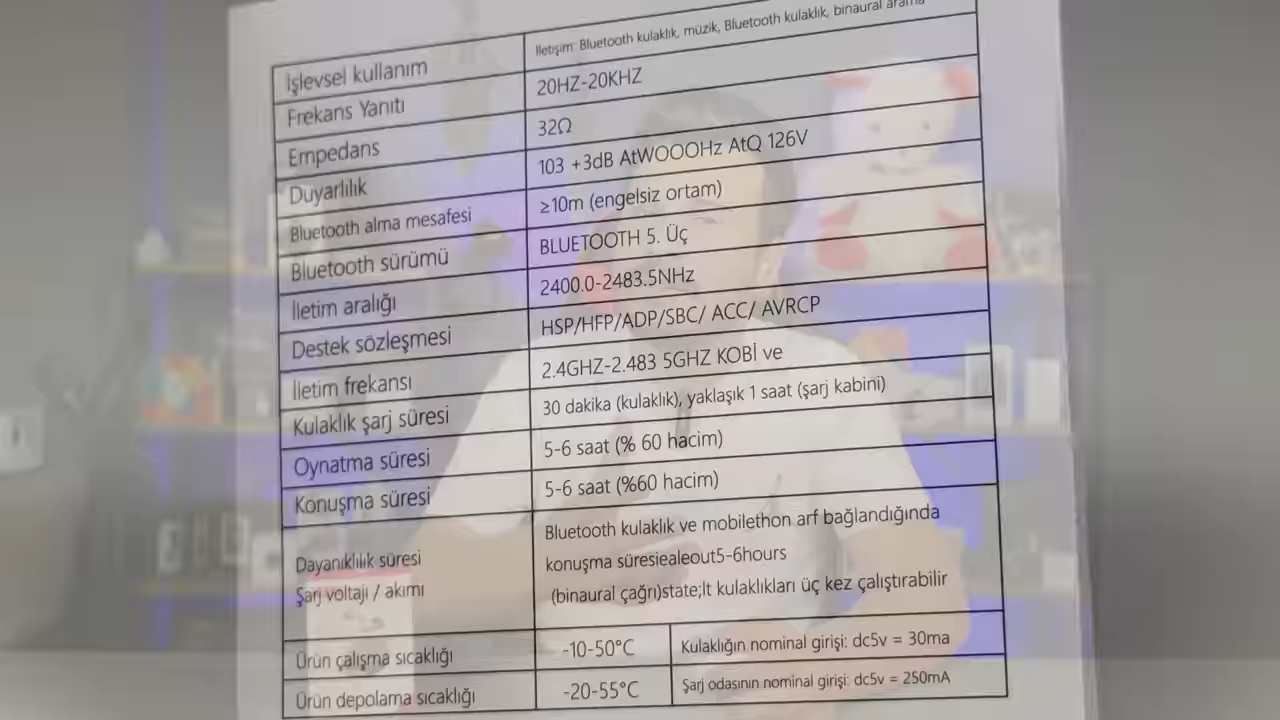 İşlevsel kullanım
İletişim: Bluetooth kulaklık, müzik, Bluetooth kulaklık, binaural arama
Frekans Yanıtı
20HZ-20KHZ
Empedans
32Ω
Duyarlılık
103 +3dB AtWOOOHz AtQ 126V
Bluetooth alma mesafesi
≥10m (engelsiz ortam)
Bluetooth sürümü
BLUETOOTH 5. Üç
İletim aralığı
2400.0-2483.5NHz
Destek sözleşmesi
HSP/HFP/ADP/SBC/ ACC/ AVRCP
İletim frekansı
2.4GHZ-2.483 5GHZ KOBİ ve
Kulaklık şarj süresi
30 dakika (kulaklık), yaklaşık 1 saat (şarj kabini)
Oynatma süresi
5-6 saat (% 60 hacim)
Konuşma süresi
5-6 saat (%60 hacim)
Dayanıklılık süresi
Şarj voltajı / akımı
Bluetooth kulaklık ve mobilethon arf bağlandığında
konuşma süresiealeout5-6hours
(binaural çağrı)state;lt kulaklıkları üç kez çalıştırabilir
Ürün çalışma sıcaklığı
-10-50°C
Kulaklığın nominal girişi: dc5v = 30ma
Ürün depolama sıcaklığı
-20-55°C
Şarj odasının nominal girişi: dc5v = 250mA